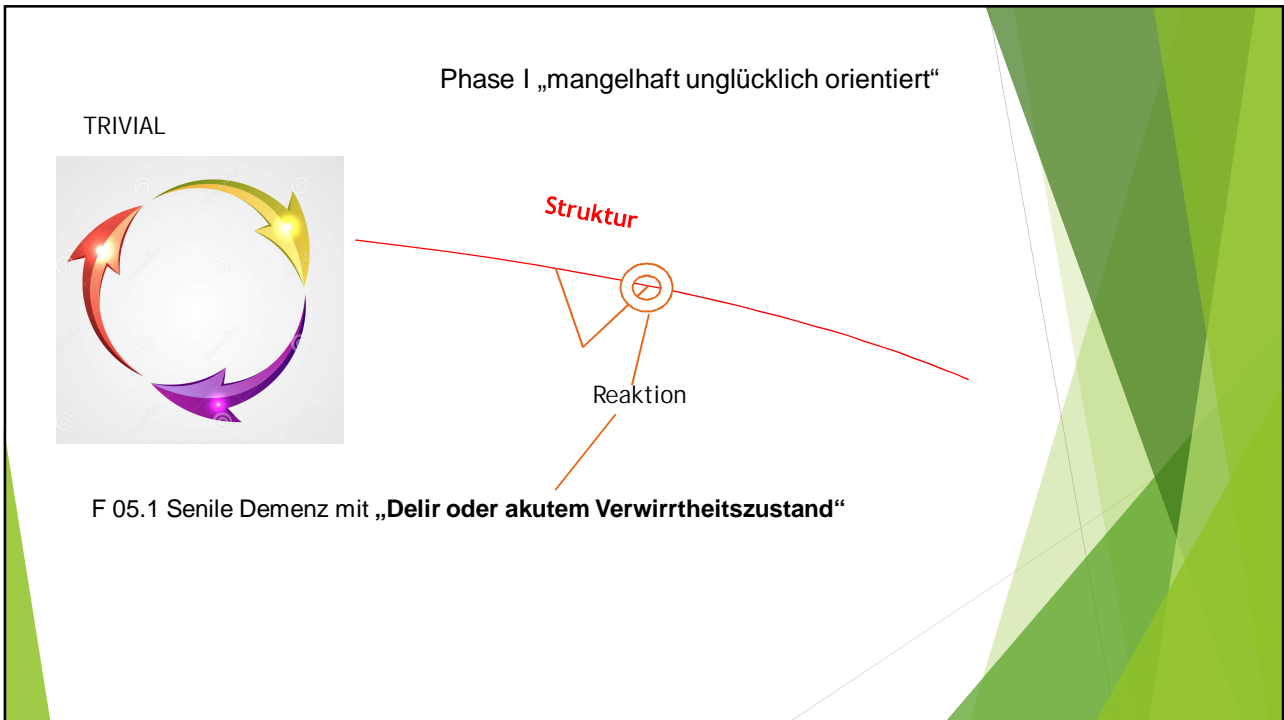 Phase I „mangelhaft unglücklich orientiert“
TRIVIAL
Struktur
Reaktion
F 05.1 Senile Demenz mit „Delir oder akutem Verwirrtheitszustand“